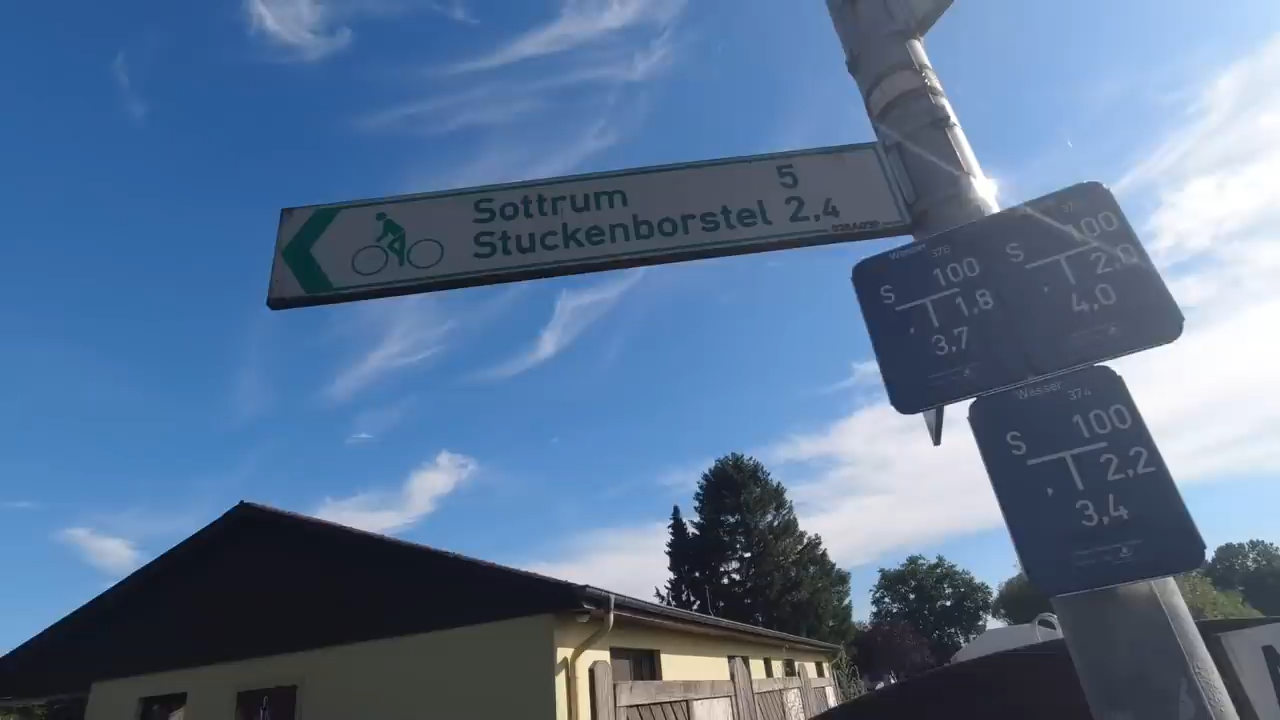 Sottrum 5
Stuckenborstel 2,4
Wasser 376
S 100
1,8
3,7
S 100
2,0
4,0
Wasser 374
S 100
2,2
3,4